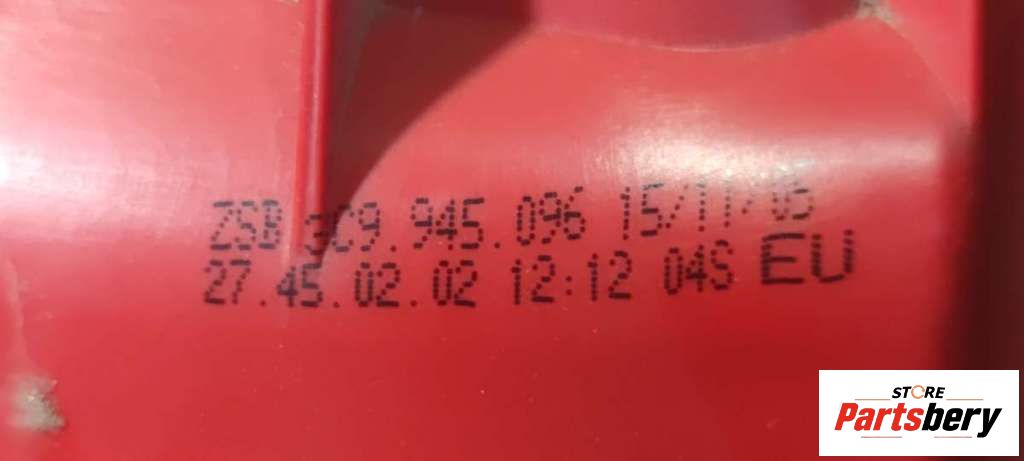 ZSB 3C9.945.096 15/11/05
27.45.02.02 12:12 04S EU
STORE
Partsbery